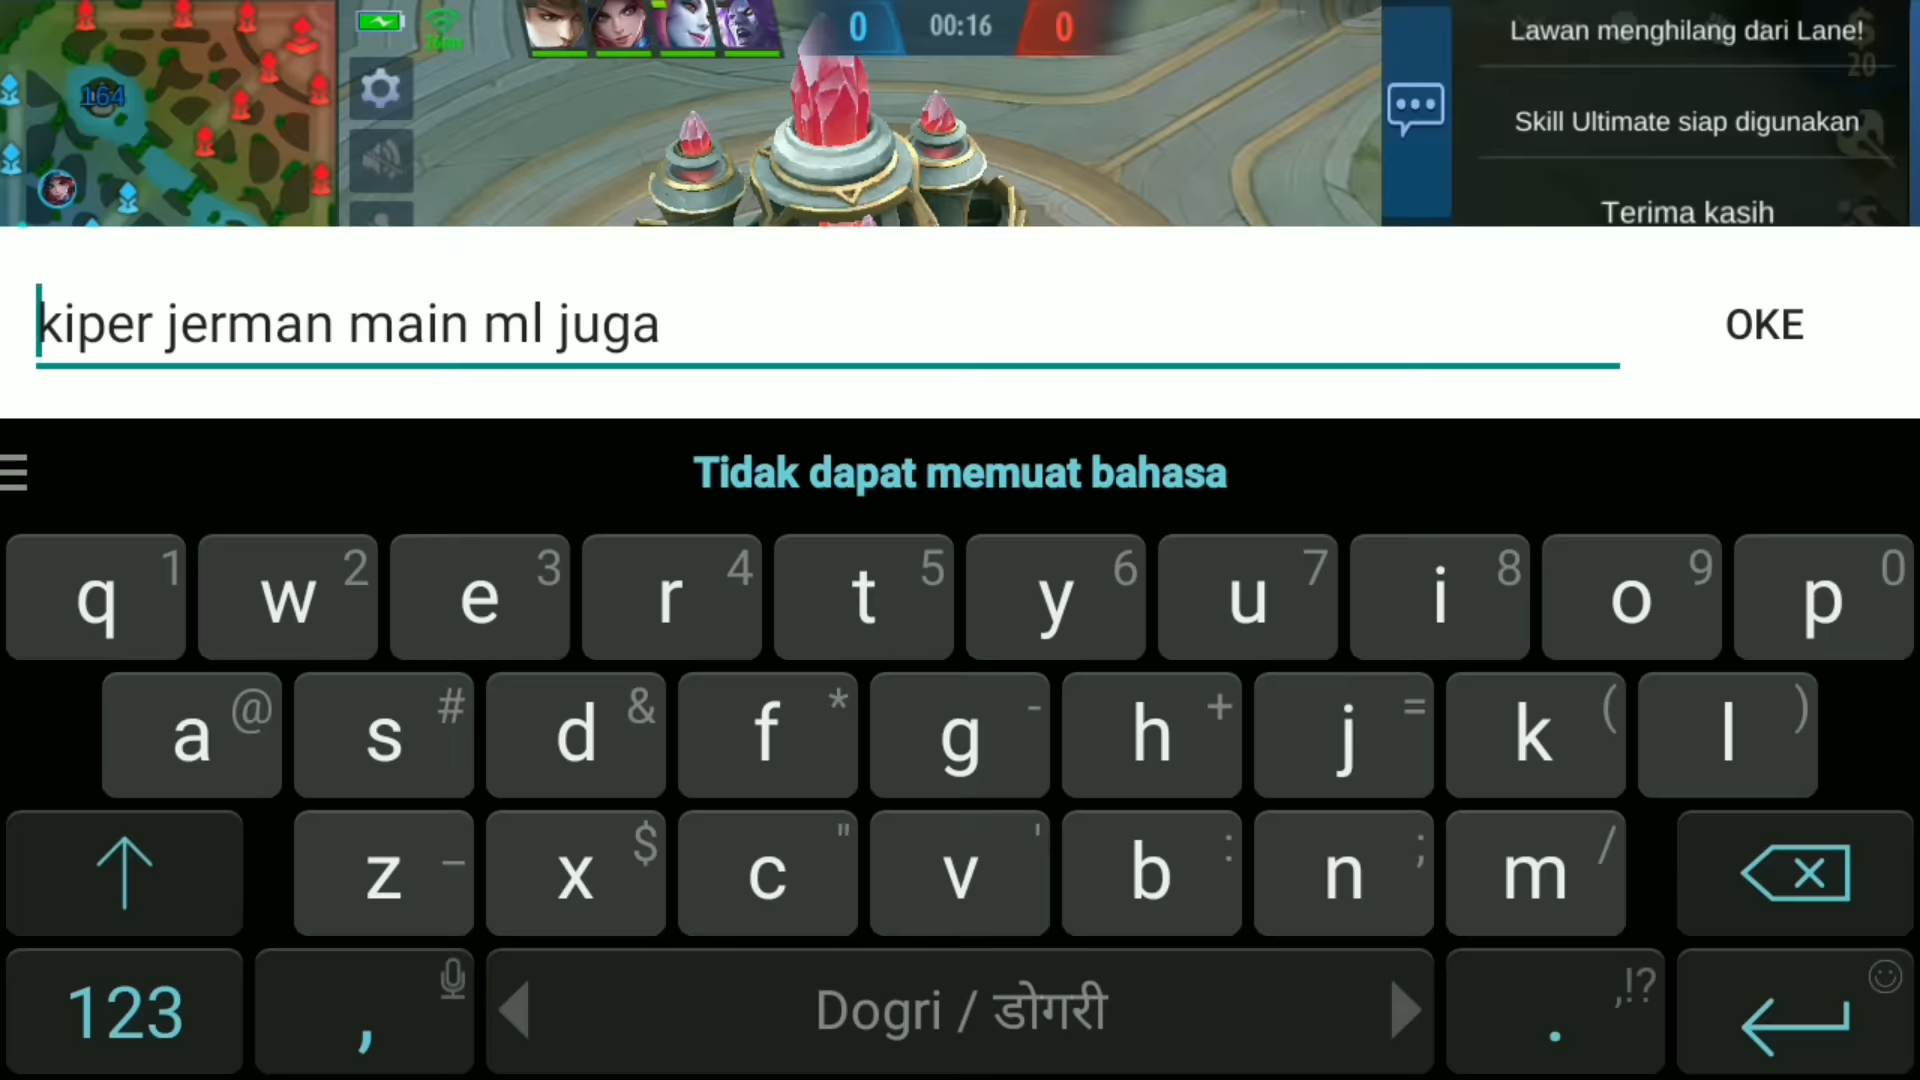 164
16ms
0
00:16
0
Lawan menghilang dari Lane!
20
Skill Ultimate siap digunakan
Terima kasih
kiper jerman main ml juga
OKE
Tidak dapat memuat bahasa
q 1 w 2 e 3 r 4 t 5 y 6 u 7 i 8 o 9 p 0
a @ s # d & f * g - h + j = k ( l )
z – x $ c " v ' b : n ; m /
123 , Dogri / डोगरी . ,!?